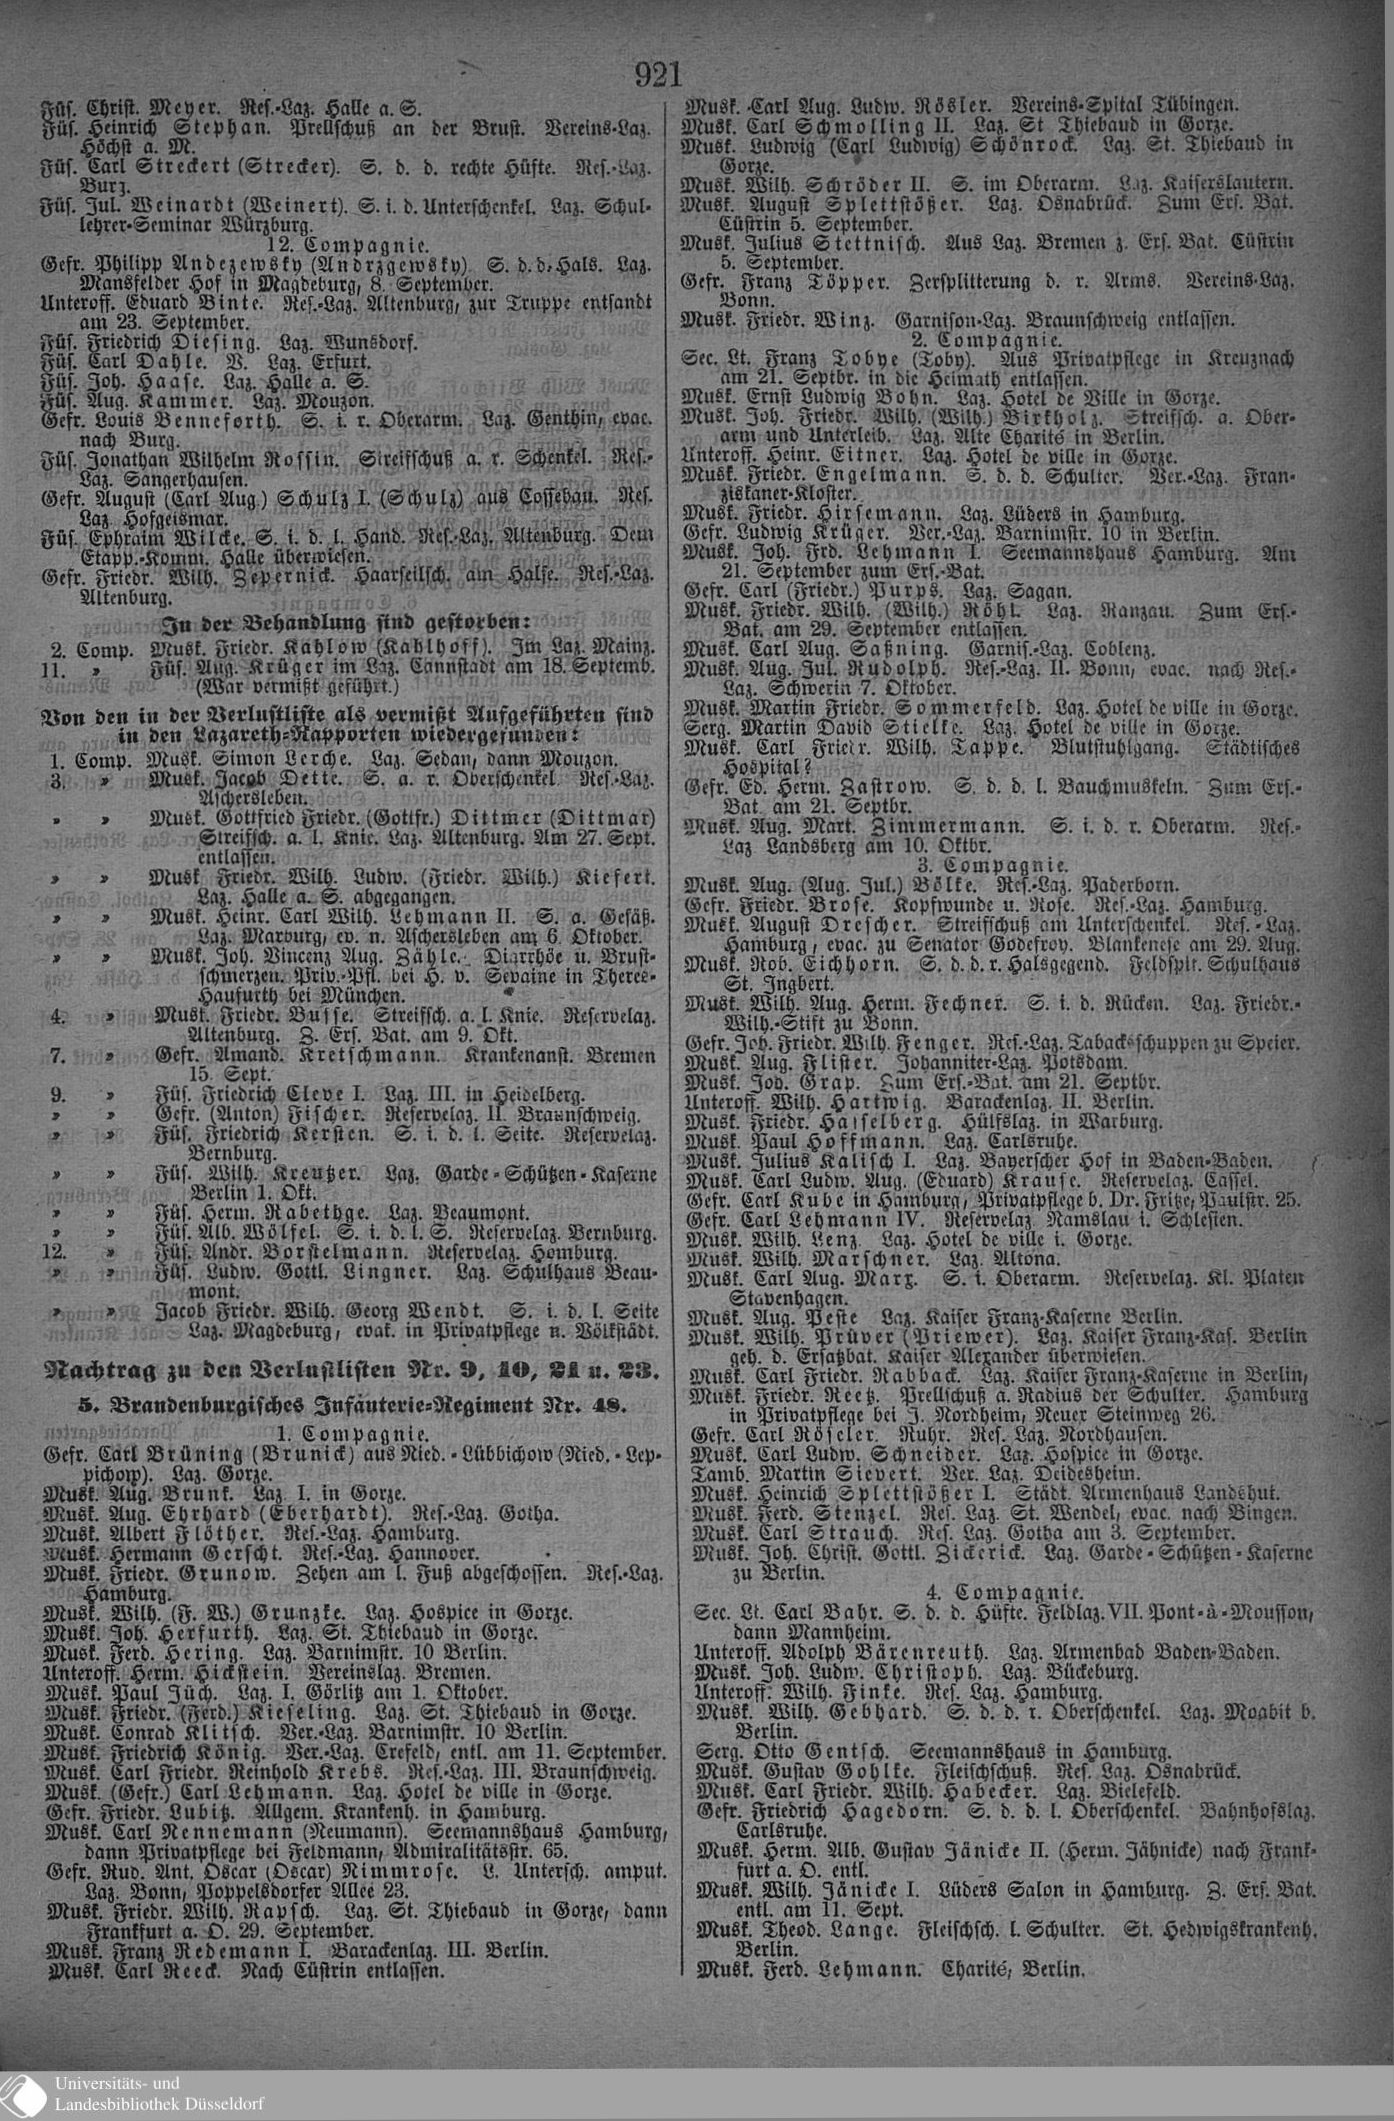 921
Füs. Christ. Meyer. Res.-Laz. Halle a. S.
Füs. Heinrich Stephan. Prellschuß an der Brust. Vereins-Laz.
Höchst a. M.
Füs. Carl Streckert (Strecker). S. d. d. rechte Hüfte. Res.-Laz.
Burg.
Füs. Jul. Weinardt (Weinert). S. i. d. Unterschenkel. Laz. Schul-
lehrer-Seminar Würzburg.
12. Compagnie.
Gefr. Philipp Andezewsky (Andrzgewsky). S. d. d. Hals. Laz.
Mansfelder Hof in Magdeburg, 8. September.
Unteroff. Eduard Binte. Res.-Laz. Altenburg, zur Truppe entsandt
am 23. September.
Füs. Friedrich Diesing. Laz. Wunsdorf.
Füs. Carl Dahle. V. Laz. Erfurt.
Füs. Joh. Haase. Laz. Halle a. S.
Füs. Aug. Kammer. Laz. Mouzon.
Gefr. Louis Benneforth. S. i. r. Oberarm. Laz. Genthin, evac.
nach Burg.
Füs. Jonathan Wilhelm Rossin. Streifschuß a. r. Schenkel. Res.-
Laz. Sangerhausen.
Gefr. August (Carl Aug.) Schulz I. (Schulz) aus Cossebau. Res.
Laz. Hofgeismar.
Füs. Ephraim Wilcke. S. i. d. l. Hand. Res.-Laz. Altenburg. Dem
Etapp.-Komm. Halle überwiesen.
Gefr. Friedr. Wilh. Zepernick. Haarseilsch. am Halse. Res.-Laz.
Altenburg.
In der Behandlung sind gestorben:
2. Comp. Musk. Friedr. Kahlow (Kahlhoff). Im Laz. Mainz.
11. " Füs. Aug. Krüger im Laz. Cannstadt am 18. Septemb.
(War vermißt geführt.)
Von den in der Verlustliste als vermißt Aufgeführten sind
in den Lazareth-Rapporten wiedergefunden:
1. Comp. Musk. Simon Lerche. Laz. Sedan, dann Mouzon.
3. " Musk. Jacob Dette. S. a. r. Oberschenkel. Res.-Laz.
Aschersleben.
" " Musk. Gottfried Friedr. (Gottfr.) Dittmer (Dittmar)
Streifsch. a. l. Knie. Laz. Altenburg. Am 27. Sept.
entlassen.
" " Musk. Friedr. Wilh. Ludw. (Friedr. Wilh.) Kiefert.
Laz. Halle a. S. abgegangen.
" " Musk. Heinr. Carl Wilh. Lehmann II. S. a. Gesäß.
Laz. Marburg, ev. n. Aschersleben am 6. Oktober.
" " Musk. Joh. Vincenz Aug. Zähle. Diarrhöe u. Brust-
schmerzen. Priv.-Pfl. bei H. v. Sevaine in Theres-
Haufurth bei München.
4. " Musk. Friedr. Busse. Streifsch. a. l. Knie. Reservelaz.
Altenburg. Z. Ers. Bat. am 9. Okt.
7. " Gefr. Amand. Kretschmann. Krankenanst. Bremen
15. Sept.
9. " Füs. Friedrich Cleve I. Laz. III. in Heidelberg.
" " Gefr. (Anton) Fischer. Reservelaz. II. Braunschweig.
" " Füs. Friedrich Kersten. S. i. d. l. Seite. Reservelaz.
Bernburg.
" " Füs. Wilh. Kreutzer. Laz. Garde-Schützen-Kaserne
Berlin 1. Okt.
" " Füs. Herm. Rabethge. Laz. Beaumont.
" " Füs. Alb. Wölfel. S. i. d. l. S. Reservelaz. Bernburg.
12. " Füs. Andr. Borstelmann. Reservelaz. Homburg.
" " Füs. Ludw. Gottl. Lingner. Laz. Schulhaus Beau-
mont.
" " Jacob Friedr. Wilh. Georg Wendt. S. i. d. l. Seite
Laz. Magdeburg, evak. in Privatpflege n. Völkstädt.
Nachtrag zu den Verlustlisten Nr. 9, 10, 21 u. 23.
5. Brandenburgisches Infanterie-Regiment Nr. 48.
1. Compagnie.
Gefr. Carl Brüning (Brunick) aus Nied.-Lübbichow (Nied.-Lep-
pichow). Laz. Gorze.
Musk. Aug. Brunk. Laz. I. in Gorze.
Musk. Aug. Ehrhard (Eberhardt). Res.-Laz. Gotha.
Musk. Albert Flöther. Res.-Laz. Hamburg.
Musk. Hermann Gerscht. Res.-Laz. Hannover.
Musk. Friedr. Grunow. Zehen am l. Fuß abgeschossen. Res.-Laz.
Hamburg.
Musk. Wilh. (F. W.) Grunzke. Laz. Hospice in Gorze.
Musk. Joh. Herfurth. Laz. St. Thiebaud in Gorze.
Musk. Ferd. Hering. Laz. Barnimstr. 10 Berlin.
Unteroff. Herm. Hickstein. Vereinslaz. Bremen.
Musk. Paul Jüch. Laz. I. Görlitz am 1. Oktober.
Musk. Friedr. (Ferd.) Kieseling. Laz. St. Thiebaud in Gorze.
Musk. Conrad Klitsch. Ver.-Laz. Barnimstr. 10 Berlin.
Musk. Friedrich König. Ver.-Laz. Crefeld, entl. am 11. September.
Musk. Carl Friedr. Reinhold Krebs. Res.-Laz. III. Braunschweig.
Musk. (Gefr.) Carl Lehmann. Laz. Hotel de ville in Gorze.
Gefr. Friedr. Lubitz. Allgem. Krankenh. in Hamburg.
Musk. Carl Nennemann (Neumann). Seemannshaus Hamburg,
dann Privatpflege bei Feldmann, Admiralitätsstr. 65.
Gefr. Rud. Ant. Oscar (Oscar) Nimmrose. L. Untersch. amput.
Laz. Bonn, Poppelsdorfer Allee 23.
Musk. Friedr. Wilh. Rapsch. Laz. St. Thiebaud in Gorze, dann
Frankfurt a. O. 29. September.
Musk. Franz Redemann I. Barackenlaz. III. Berlin.
Musk. Carl Reeck. Nach Cüstrin entlassen.
Musk. Carl Aug. Ludw. Rösler. Vereins-Spital Tübingen.
Musk. Carl Schmolling II. Laz. St Thiebaud in Gorze.
Musk. Ludwig (Carl Ludwig) Schönrock. Laz. St. Thiebaud in
Gorze.
Musk. Wilh. Schröder II. S. im Oberarm. Laz. Kaiserslautern.
Musk. August Splettstößer. Laz. Osnabrück. Zum Ers. Bat.
Cüstrin 5. September.
Musk. Julius Stettnisch. Aus Laz. Bremen z. Ers. Bat. Cüstrin
5. September.
Gefr. Franz Töpper. Zersplitterung d. r. Arms. Vereins-Laz.
Bonn.
Musk. Friedr. Winz. Garnison-Laz. Braunschweig entlassen.
2. Compagnie.
Sec. Lt. Franz Tobye (Toby). Aus Privatpflege in Kreuznach
am 21. Septbr. in die Heimath entlassen.
Musk. Ernst Ludwig Bohn. Laz. Hotel de Ville in Gorze.
Musk. Joh. Friedr. Wilh. (Wilh.) Birkholz. Streifsch. a. Ober-
arm und Unterleib. Laz. Alte Charité in Berlin.
Unteroff. Heinr. Eitner. Laz. Hotel de ville in Gorze.
Musk. Friedr. Engelmann. S. d. d. Schulter. Ver.-Laz. Fran-
ziskaner-Kloster.
Musk. Friedr. Hirsemann. Laz. Lüders in Hamburg.
Gefr. Ludwig Krüger. Ver.-Laz. Barnimstr. 10 in Berlin.
Musk. Joh. Frd. Lehmann I. Seemannshaus Hamburg. Am
21. September zum Ers.-Bat.
Gefr. Carl (Friedr.) Purps. Laz. Sagan.
Musk. Friedr. Wilh. (Wilh.) Röhl. Laz. Ranzau. Zum Ers.-
Bat. am 29. September entlassen.
Musk. Carl Aug. Saßning. Garnis.-Laz. Coblenz.
Musk. Aug. Jul. Rudolph. Res.-Laz. II. Bonn, evac. nach Res.-
Laz. Schwerin 7. Oktober.
Musk. Martin Friedr. Sommerfeld. Laz. Hotel de ville in Gorze.
Serg. Martin David Stielke. Laz. Hotel de ville in Gorze.
Musk. Carl Friedr. Wilh. Tappe. Blutstuhlgang. Städtisches
Hospital?
Gefr. Ed. Herm. Zastrow. S. d. d. l. Bauchmuskeln. Zum Ers.-
Bat. am 21. Septbr.
Musk. Aug. Mart. Zimmermann. S. i. d. r. Oberarm. Res.-
Laz. Landsberg am 10. Oktbr.
3. Compagnie.
Musk. Aug. (Aug. Jul.) Bölke. Res.-Laz. Paderborn.
Gefr. Friedr. Brose. Kopfwunde u. Rose. Res.-Laz. Hamburg.
Musk. August Drescher. Streifschuß am Unterschenkel. Res.-Laz.
Hamburg, evac. zu Senator Godefroy. Blankenese am 29. Aug.
Musk. Rob. Eichhorn. S. d. d. r. Halsgegend. Feldspit. Schulhaus
St. Ingbert.
Musk. Wilh. Aug. Herm. Fechner. S. i. d. Rücken. Laz. Friedr.-
Wilh.-Stift zu Bonn.
Gefr. Joh. Friedr. Wilh. Fenger. Res.-Laz. Tabacksschuppen zu Speier.
Musk. Aug. Flister. Johanniter-Laz. Potsdam.
Musk. Joh. Grap. Zum Ers.-Bat. am 21. Septbr.
Unteroff. Wilh. Hartwig. Barackenlaz. II. Berlin.
Musk. Friedr. Hasselberg. Hülfslaz. in Warburg.
Musk. Paul Hoffmann. Laz. Carlsruhe.
Musk. Julius Kalisch I. Laz. Bayerscher Hof in Baden-Baden.
Musk. Carl Ludw. Aug. (Eduard) Krause. Reservelaz. Cassel.
Gefr. Carl Kube in Hamburg, Privatpflege b. Dr. Fritze, Paulstr. 25.
Gefr. Carl Lehmann IV. Reservelaz. Namslau i. Schlesien.
Musk. Wilh. Lenz. Laz. Hotel de ville i. Gorze.
Musk. Wilh. Marschner. Laz. Altona.
Musk. Carl Aug. Marx. S. i. Oberarm. Reservelaz. Kl. Platen
Stavenhagen.
Musk. Aug. Peste Laz. Kaiser Franz-Kaserne Berlin.
Musk. Wilh. Prüver (Priewer). Laz. Kaiser Franz-Kas. Berlin
geh. d. Ersatzbat. Kaiser Alexander überwiesen.
Musk. Carl Friedr. Rabback. Laz. Kaiser Franz-Kaserne in Berlin,
Musk. Friedr. Reetz. Prellschuß a. Radius der Schulter. Hamburg
in Privatpflege bei J. Nordheim, Neuer Steinweg 26.
Gefr. Carl Röseler. Ruhr. Res. Laz. Nordhausen.
Musk. Carl Ludw. Schneider. Laz. Hospice in Gorze.
Tamb. Martin Sievert. Ver. Laz. Deidesheim.
Musk. Heinrich Splettstößer I. Städt. Armenhaus Landshut.
Musk. Ferd. Stenzel. Res. Laz. St. Wendel, evac. nach Bingen.
Musk. Carl Strauch. Res. Laz. Gotha am 3. September.
Musk. Joh. Christ. Gottl. Zickerick. Laz. Garde-Schützen-Kaserne
zu Berlin.
4. Compagnie.
Sec. Lt. Carl Bahr. S. d. d. Hüfte. Feldlaz. VII. Pont-à-Mousson,
dann Mannheim.
Unteroff. Adolph Bärenreuth. Laz. Armenbad Baden-Baden.
Musk. Joh. Ludw. Christoph. Laz. Bückeburg.
Unteroff. Wilh. Finke. Res. Laz. Hamburg.
Musk. Wilh. Gebhard. S. d. d. r. Oberschenkel. Laz. Moabit b.
Berlin.
Serg. Otto Gentsch. Seemannshaus in Hamburg.
Musk. Gustav Gohlke. Fleischschuß. Res. Laz. Osnabrück.
Musk. Carl Friedr. Wilh. Habecker. Laz. Bielefeld.
Gefr. Friedrich Hagedorn. S. d. d. l. Oberschenkel. Bahnhofslaz.
Carlsruhe.
Musk. Herm. Alb. Gustav Jänicke II. (Herm. Jähnicke) nach Frank-
furt a. O. entl.
Musk. Wilh. Jänicke I. Lüders Salon in Hamburg. Z. Ers. Bat.
entl. am 11. Sept.
Musk. Theod. Lange. Fleischsch. l. Schulter. St. Hedwigskrankenh.
Berlin.
Musk. Ferd. Lehmann. Charité, Berlin.
Universitäts- und
Landesbibliothek Düsseldorf